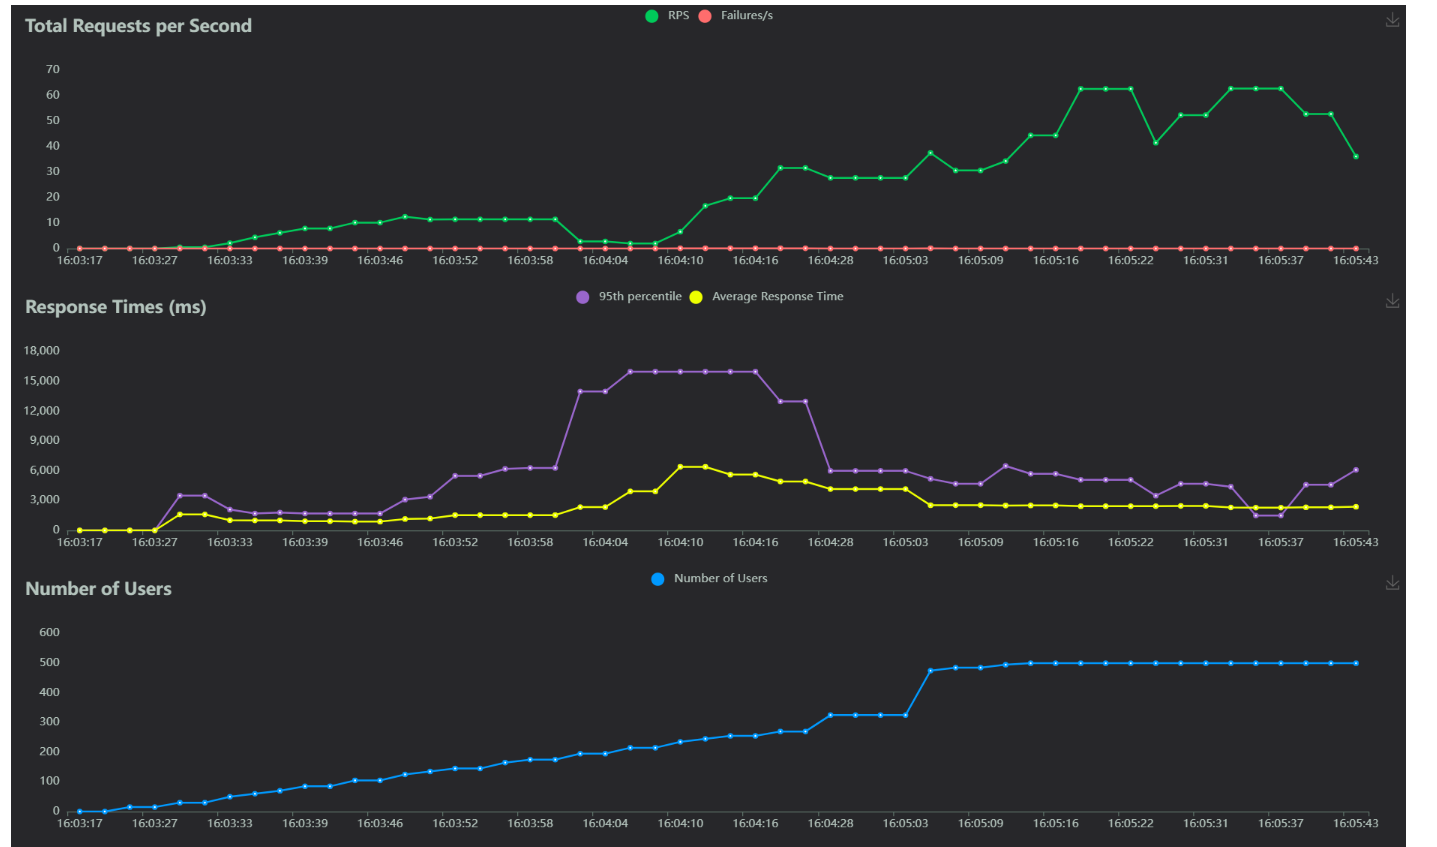 Total Requests per Second
RPS Failures/s
70
60
50
40
30
20
10
0
16:03:17 16:03:27 16:03:33 16:03:39 16:03:46 16:03:52 16:03:58 16:04:04 16:04:10 16:04:16 16:04:28 16:05:03 16:05:09 16:05:16 16:05:22 16:05:31 16:05:37 16:05:43
Response Times (ms)
95th percentile Average Response Time
18,000
15,000
12,000
9,000
6,000
3,000
0
16:03:17 16:03:27 16:03:33 16:03:39 16:03:46 16:03:52 16:03:58 16:04:04 16:04:10 16:04:16 16:04:28 16:05:03 16:05:09 16:05:16 16:05:22 16:05:31 16:05:37 16:05:43
Number of Users
Number of Users
600
500
400
300
200
100
0
16:03:17 16:03:27 16:03:33 16:03:39 16:03:46 16:03:52 16:03:58 16:04:04 16:04:10 16:04:16 16:04:28 16:05:03 16:05:09 16:05:16 16:05:22 16:05:31 16:05:37 16:05:43